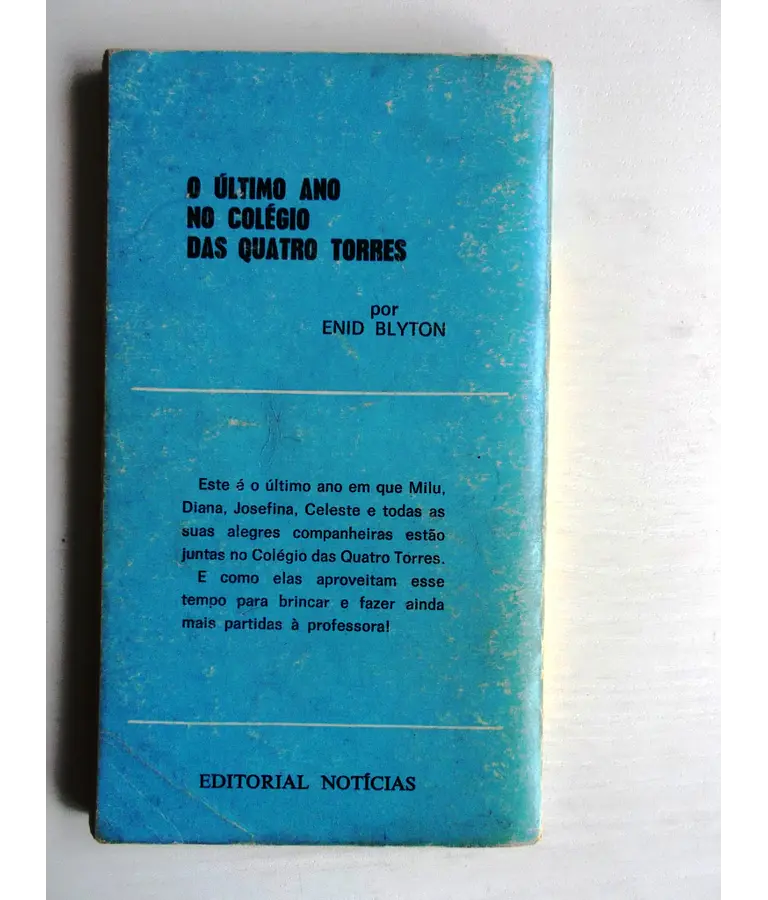 O ÚLTIMO ANO
NO COLÉGIO
DAS QUATRO TORRES
por
ENID BLYTON
Este é o último ano em que Milu,
Diana, Josefina, Celeste e todas as
suas alegres companheiras estão
juntas no Colégio das Quatro Torres.
E como elas aproveitam esse
tempo para brincar e fazer ainda
mais partidas à professora!
EDITORIAL NOTÍCIAS